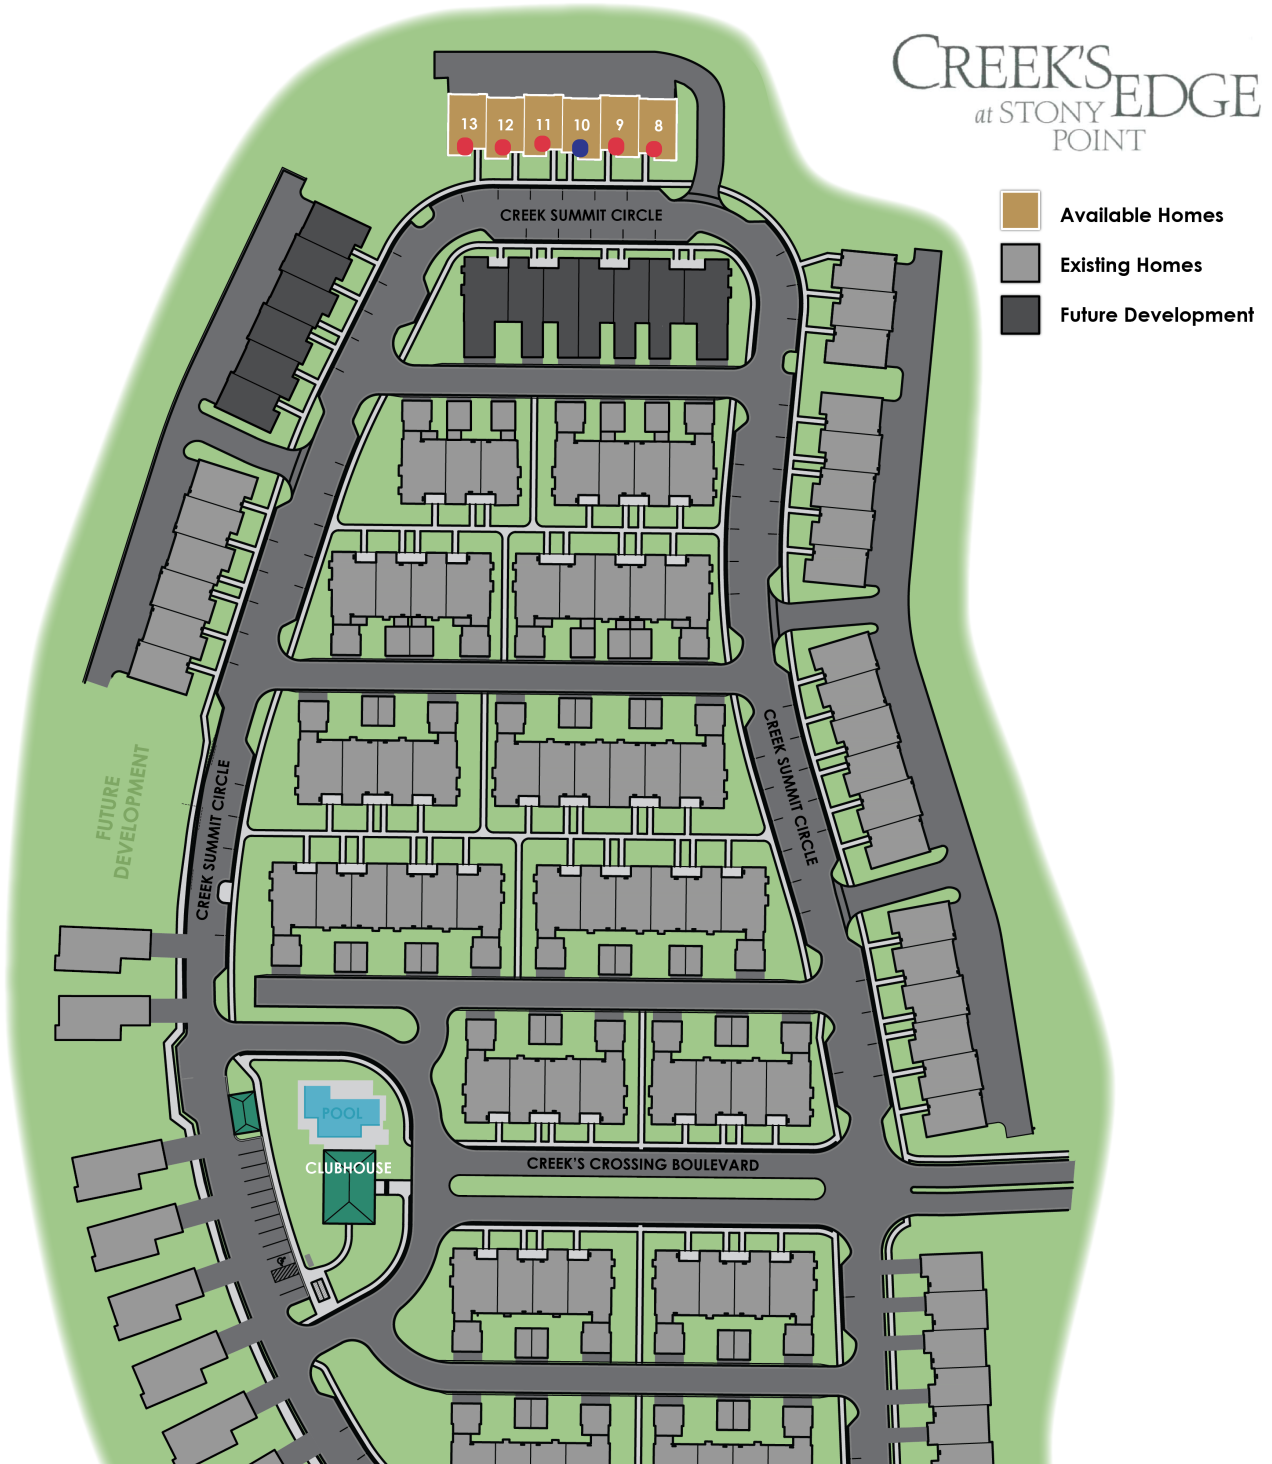 CREEK'S EDGE
at STONY
POINT
Available Homes
Existing Homes
Future Development
13 12 11 10 9 8
CREEK SUMMIT CIRCLE
CREEK SUMMIT CIRCLE
CREEK SUMMIT CIRCLE
FUTURE
DEVELOPMENT
POOL
CLUBHOUSE
CREEK'S CROSSING BOULEVARD